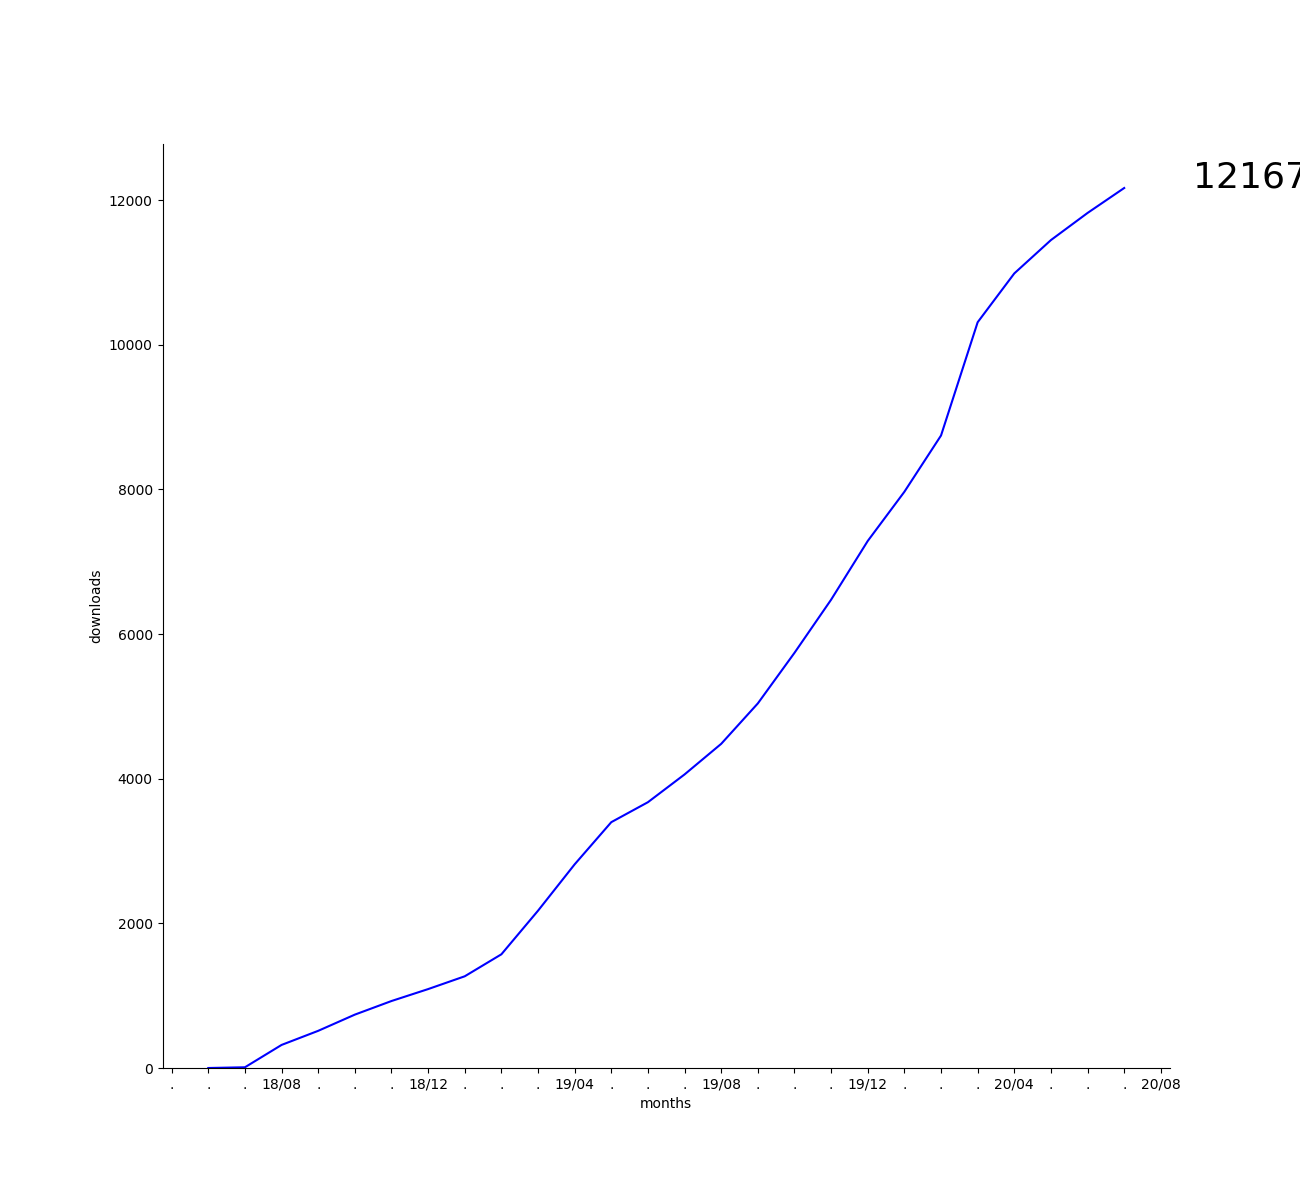 12167
12000
10000
8000
6000
4000
2000
0
downloads
. . . 18/08 . . . 18/12 . . . 19/04 . . . 19/08 . . . 19/12 . . . 20/04 . . . 20/08
months